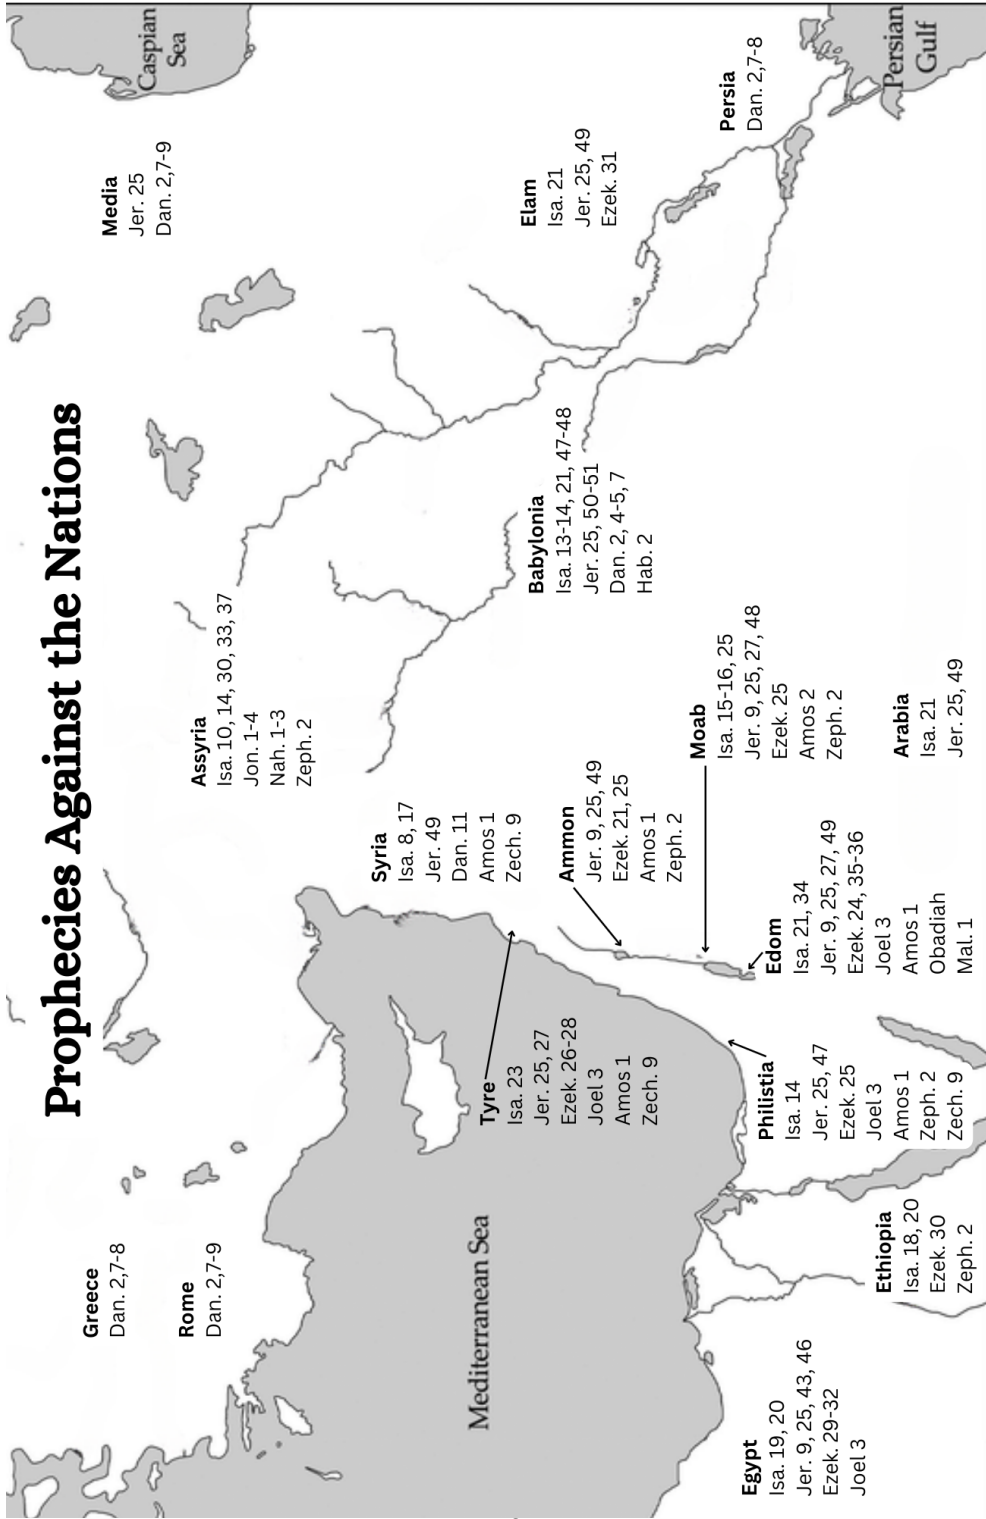 Prophecies Against the Nations
Greece
Dan. 2,7-8
Rome
Dan. 2,7-9
Assyria
Isa. 10, 14, 30, 33, 37
Jon. 1-4
Nah. 1-3
Zeph. 2
Media
Jer. 25
Dan. 2,7-9
Caspian
Sea
Syria
Isa. 8, 17
Jer. 49
Dan. 11
Amos 1
Zech. 9
Mediterranean Sea
Tyre
Isa. 23
Jer. 25, 27
Ezek. 26-28
Joel 3
Amos 1
Zech. 9
Ammon
Jer. 9, 25, 49
Ezek. 21, 25
Amos 1
Zeph. 2
Babylonia
Isa. 13-14, 21, 47-48
Jer. 25, 50-51
Dan. 2, 4-5, 7
Hab. 2
Elam
Isa. 21
Jer. 25, 49
Ezek. 31
Moab
Isa. 15-16, 25
Jer. 9, 25, 27, 48
Ezek. 25
Amos 2
Zeph. 2
Persia
Dan. 2,7-8
Egypt
Isa. 19, 20
Jer. 9, 25, 43, 46
Ezek. 29-32
Joel 3
Philistia
Isa. 14
Jer. 25, 47
Ezek. 25
Joel 3
Amos 1
Zeph. 2
Zech. 9
Edom
Isa. 21, 34
Jer. 9, 25, 27, 49
Ezek. 24, 35-36
Joel 3
Amos 1
Obadiah
Mal. 1
Ethiopia
Isa. 18, 20
Ezek. 30
Zeph. 2
Arabia
Isa. 21
Jer. 25, 49
Persian
Gulf